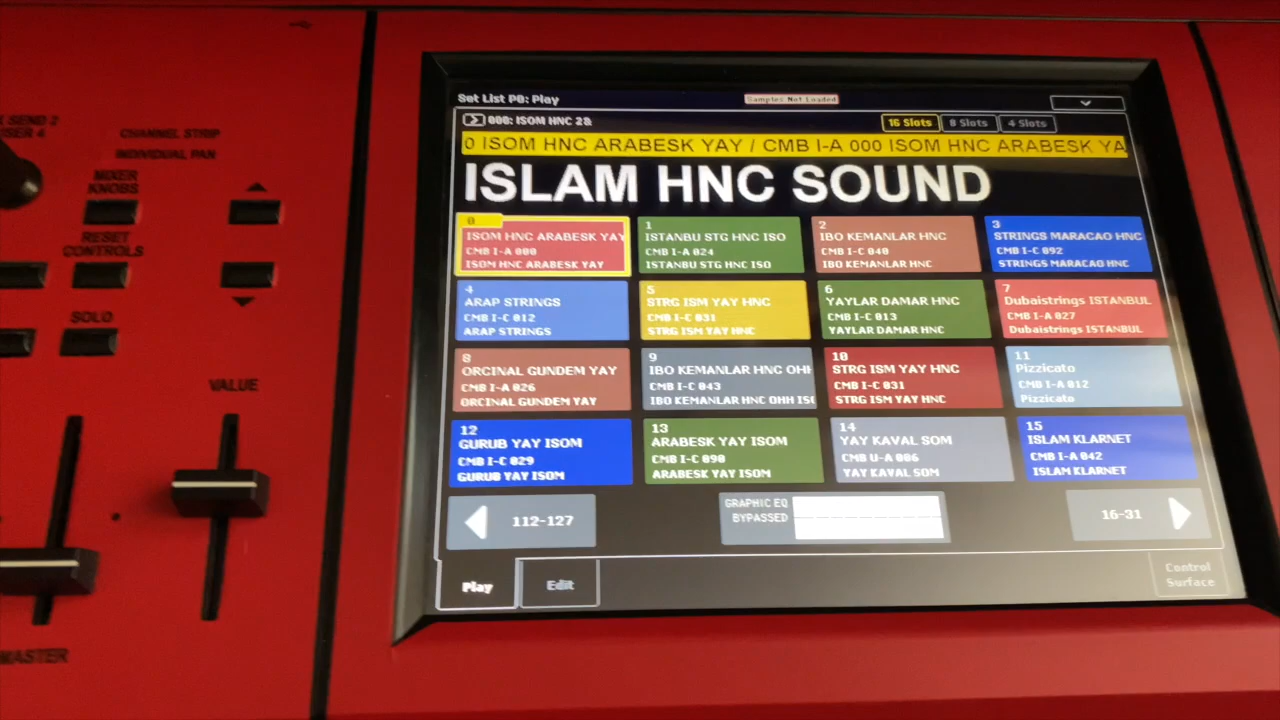 SEND 2
CHANNEL STRIP
INDIVIDUAL PAN
MIXER
KNOBS
RESET
CONTROLS
SOLO
VALUE
MASTER
Set List P0: Play
Samples Not Loaded
000: ISOM HNC 28
16 Slots
8 Slots
4 Slots
0 ISOM HNC ARABESK YAY / CMB I-A 000 ISOM HNC ARABESK YA
ISLAM HNC SOUND
0
ISOM HNC ARABESK YAY
CMB I-A 000
ISOM HNC ARABESK YAY
1
ISTANBU STG HNC ISO
CMB I-A 024
ISTANBU STG HNC ISO
2
IBO KEMANLAR HNC
CMB I-C 040
IBO KEMANLAR HNC
3
STRINGS MARACAO HNC
CMB I-C 092
STRINGS MARACAO HNC
4
ARAP STRINGS
CMB I-C 012
ARAP STRINGS
5
STRG ISM YAY HNC
CMB I-C 031
STRG ISM YAY HNC
6
YAYLAR DAMAR HNC
CMB I-C 013
YAYLAR DAMAR HNC
7
Dubaistrings ISTANBUL
CMB I-A 027
Dubaistrings ISTANBUL
8
ORCINAL GUNDEM YAY
CMB I-A 026
ORCINAL GUNDEM YAY
9
IBO KEMANLAR HNC OHH
CMB I-C 043
IBO KEMANLAR HNC OHH ISO
10
STRG ISM YAY HNC
CMB I-C 031
STRG ISM YAY HNC
11
Pizzicato
CMB I-A 012
Pizzicato
12
GURUB YAY ISOM
CMB I-C 029
GURUB YAY ISOM
13
ARABESK YAY ISOM
CMB I-C 090
ARABESK YAY ISOM
14
YAY KAVAL SOM
CMB U-A 006
YAY KAVAL SOM
15
ISLAM KLARNET
CMB I-A 042
ISLAM KLARNET
112-127
GRAPHIC EQ
BYPASSED
16-31
Play
Edit
Control
Surface